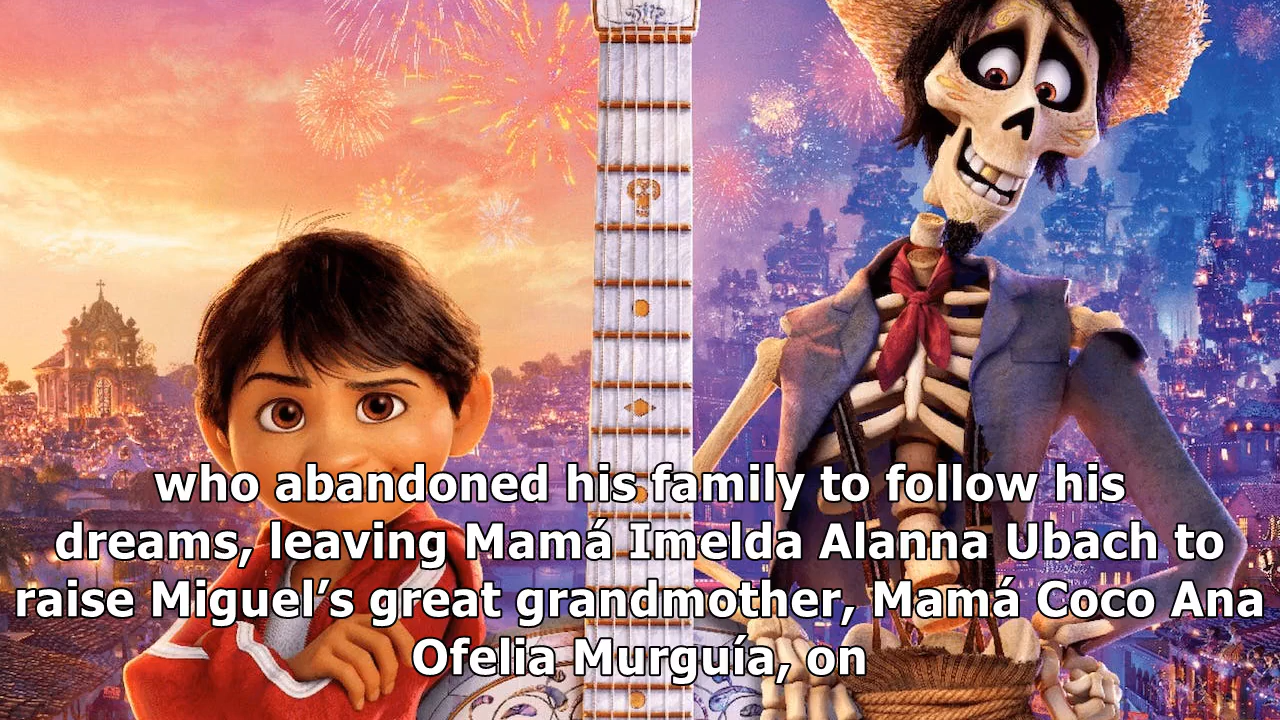 who abandoned his family to follow his
dreams, leaving Mamá Imelda Alanna Ubach to
raise Miguel’s great grandmother, Mamá Coco Ana
Ofelia Murguía, on